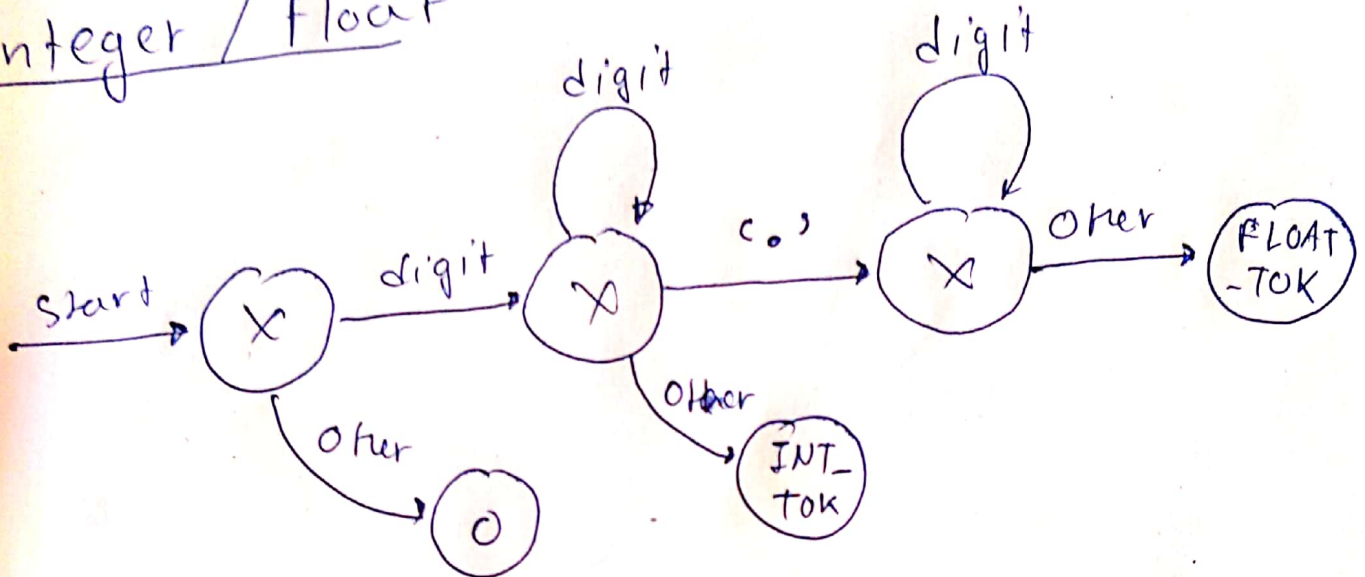 nteger / Float
digit
digit
start
X
digit
X
'.'
X
Other
FLOAT
-TOK
Other
O
Other
INT_
TOK